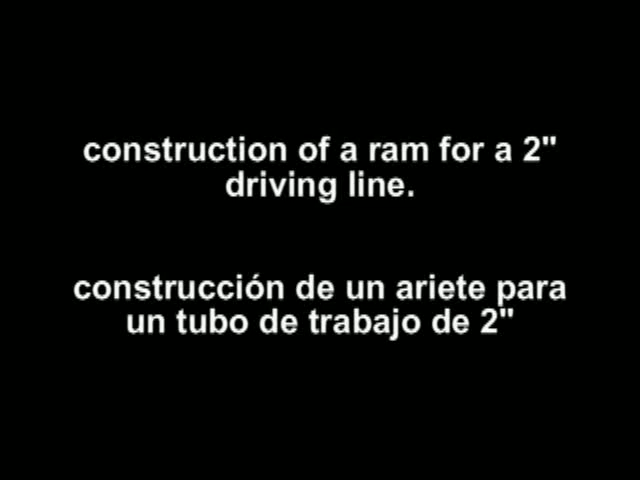 construction of a ram for a 2"
driving line.
construcción de un ariete para
un tubo de trabajo de 2"